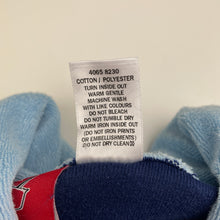 4065 8230
COTTON / POLYESTER
TURN INSIDE OUT
WARM GENTLE
MACHINE WASH
WITH LIKE COLOURS
DO NOT BLEACH
DO NOT TUMBLE DRY
WARM IRON INSIDE OUT
(DO NOT IRON PRINTS
OR EMBELLISHMENTS)
DO NOT DRY CLEAN